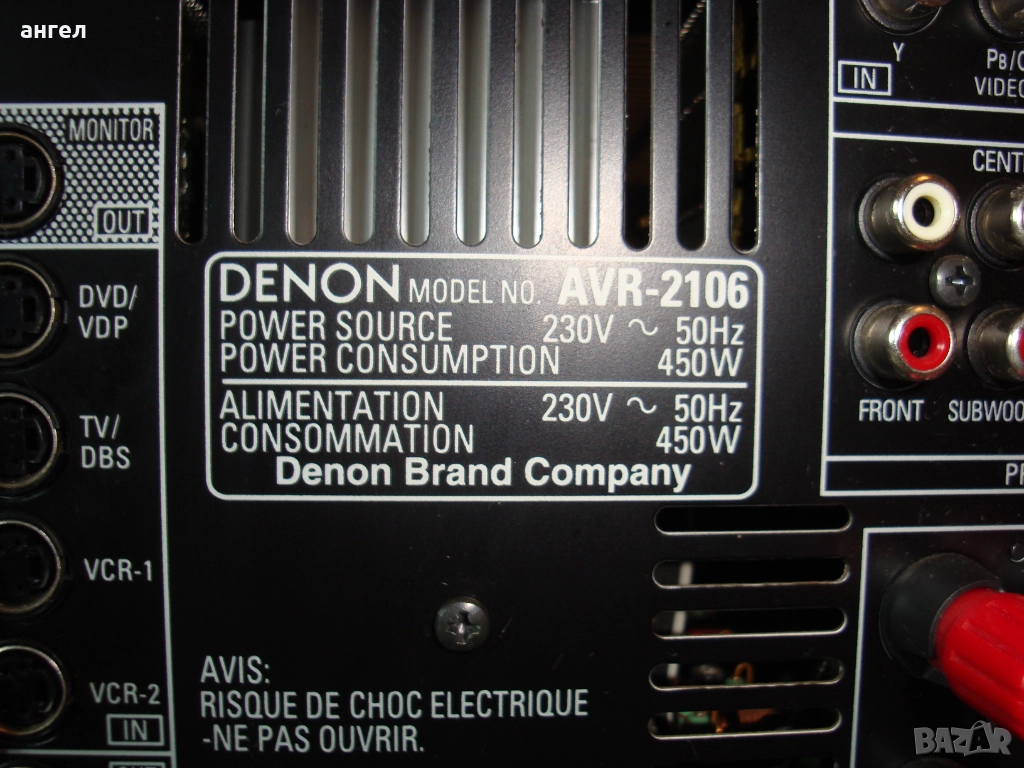 ангел
MONITOR
OUT
DVD/
VDP
TV/
DBS
VCR-1
VCR-2
IN
OUT
DENON MODEL NO. AVR-2106
POWER SOURCE 230V ~ 50Hz
POWER CONSUMPTION 450W
ALIMENTATION 230V ~ 50Hz
CONSOMMATION 450W
Denon Brand Company
AVIS:
RISQUE DE CHOC ELECTRIQUE
-NE PAS OUVRIR.
Y
IN
VIDEO
FRONT
BAZAR